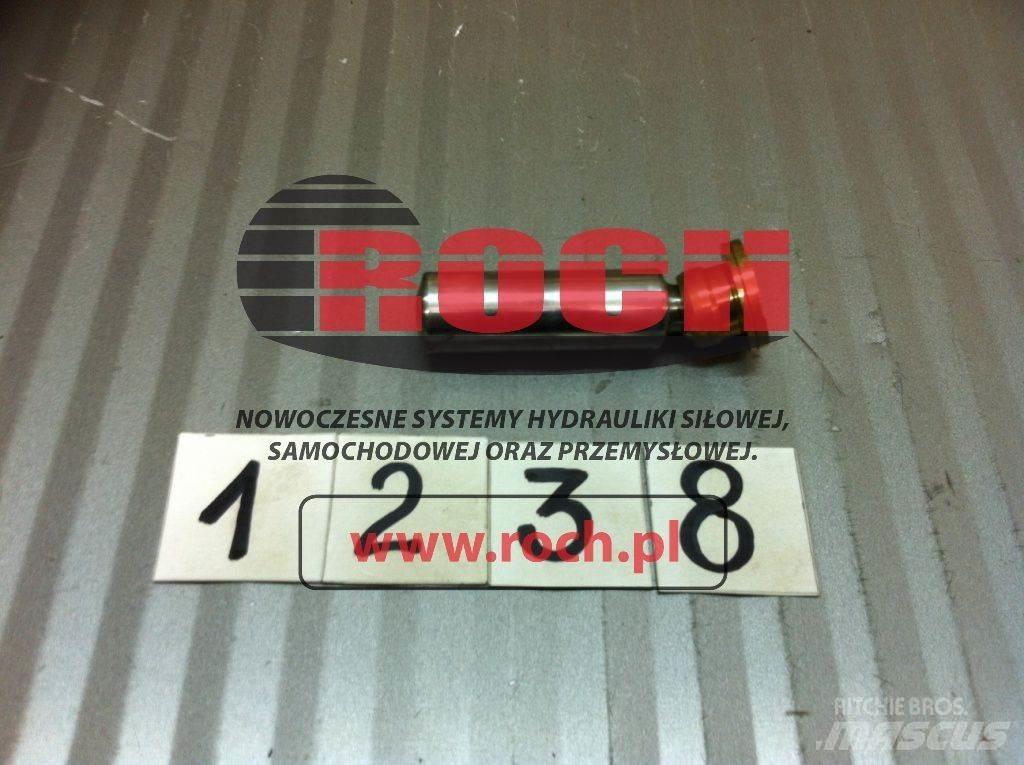 ROCH
NOWOCZESNE SYSTEMY HYDRAULIKI SIŁOWEJ,
SAMOCHODOWEJ ORAZ PRZEMYSŁOWEJ.
1 2 3 8
www.roch.pl
RITCHIE BROS.
MASCUS